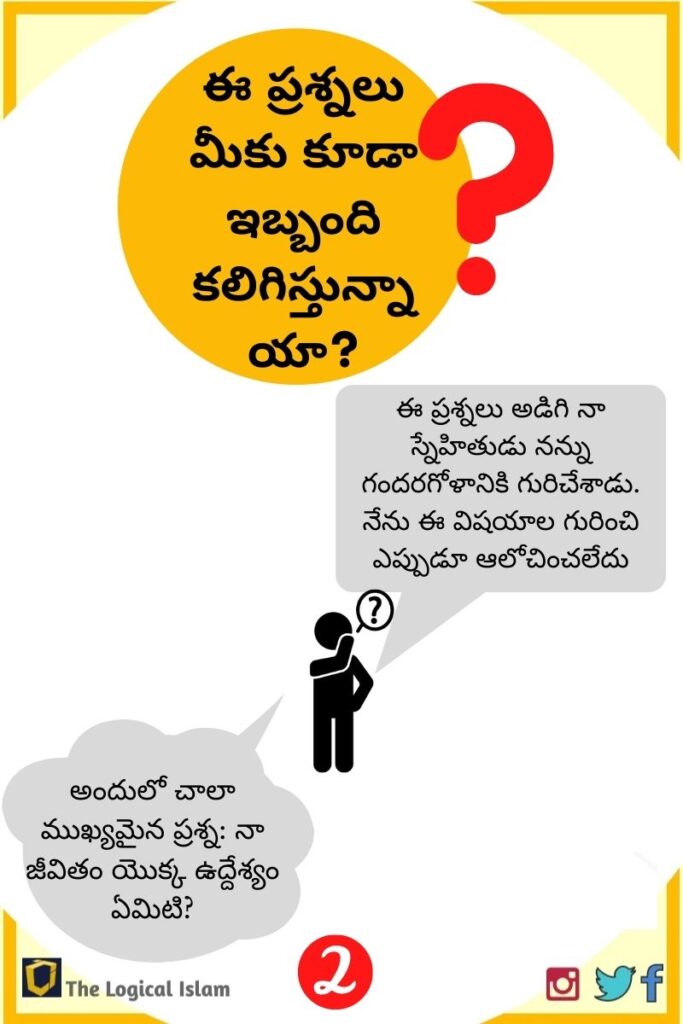 ఈ ప్రశ్నలు
మీకు కూడా
ఇబ్బంది
కలిగిస్తున్నా
యా?
?
ఈ ప్రశ్నలు అడిగి నా
స్నేహితుడు నన్ను
గందరగోళానికి గురిచేశాడు.
నేను ఈ విషయాల గురించి
ఎప్పుడూ ఆలోచించలేదు
?
అందులో చాలా
ముఖ్యమైన ప్రశ్న: నా
జీవితం యొక్క ఉద్దేశ్యం
ఏమిటి?
2
The Logical Islam